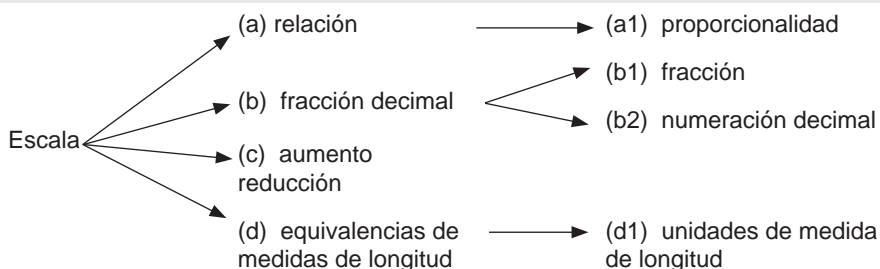 (a) relación
(a1) proporcionalidad
(b1) fracción
(b) fracción decimal
(b2) numeración decimal
Escala
(c) aumento
reducción
(d) equivalencias de
medidas de longitud
(d1) unidades de medida
de longitud